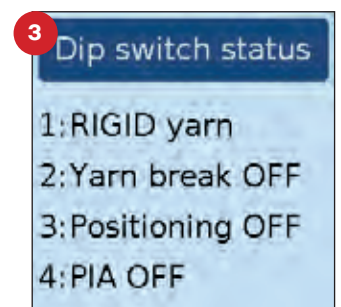 3
Dip switch status
1:RIGID yarn
2:Yarn break OFF
3:Positioning OFF
4:PIA OFF